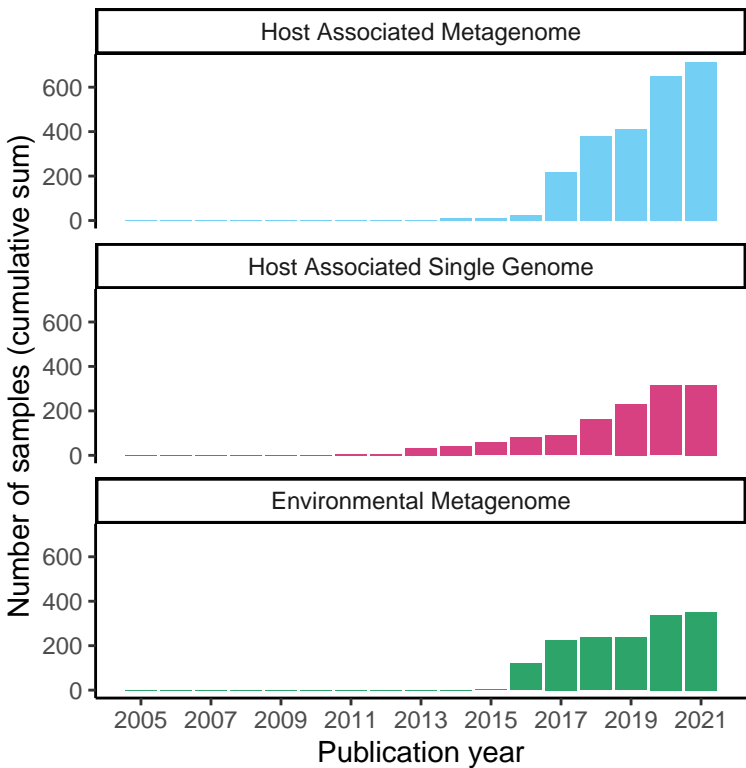 Host Associated Metagenome
600
400
200
0
Host Associated Single Genome
600
400
200
0
Environmental Metagenome
600
400
200
0
2005 2007 2009 2011 2013 2015 2017 2019 2021
Publication year
Number of samples (cumulative sum)